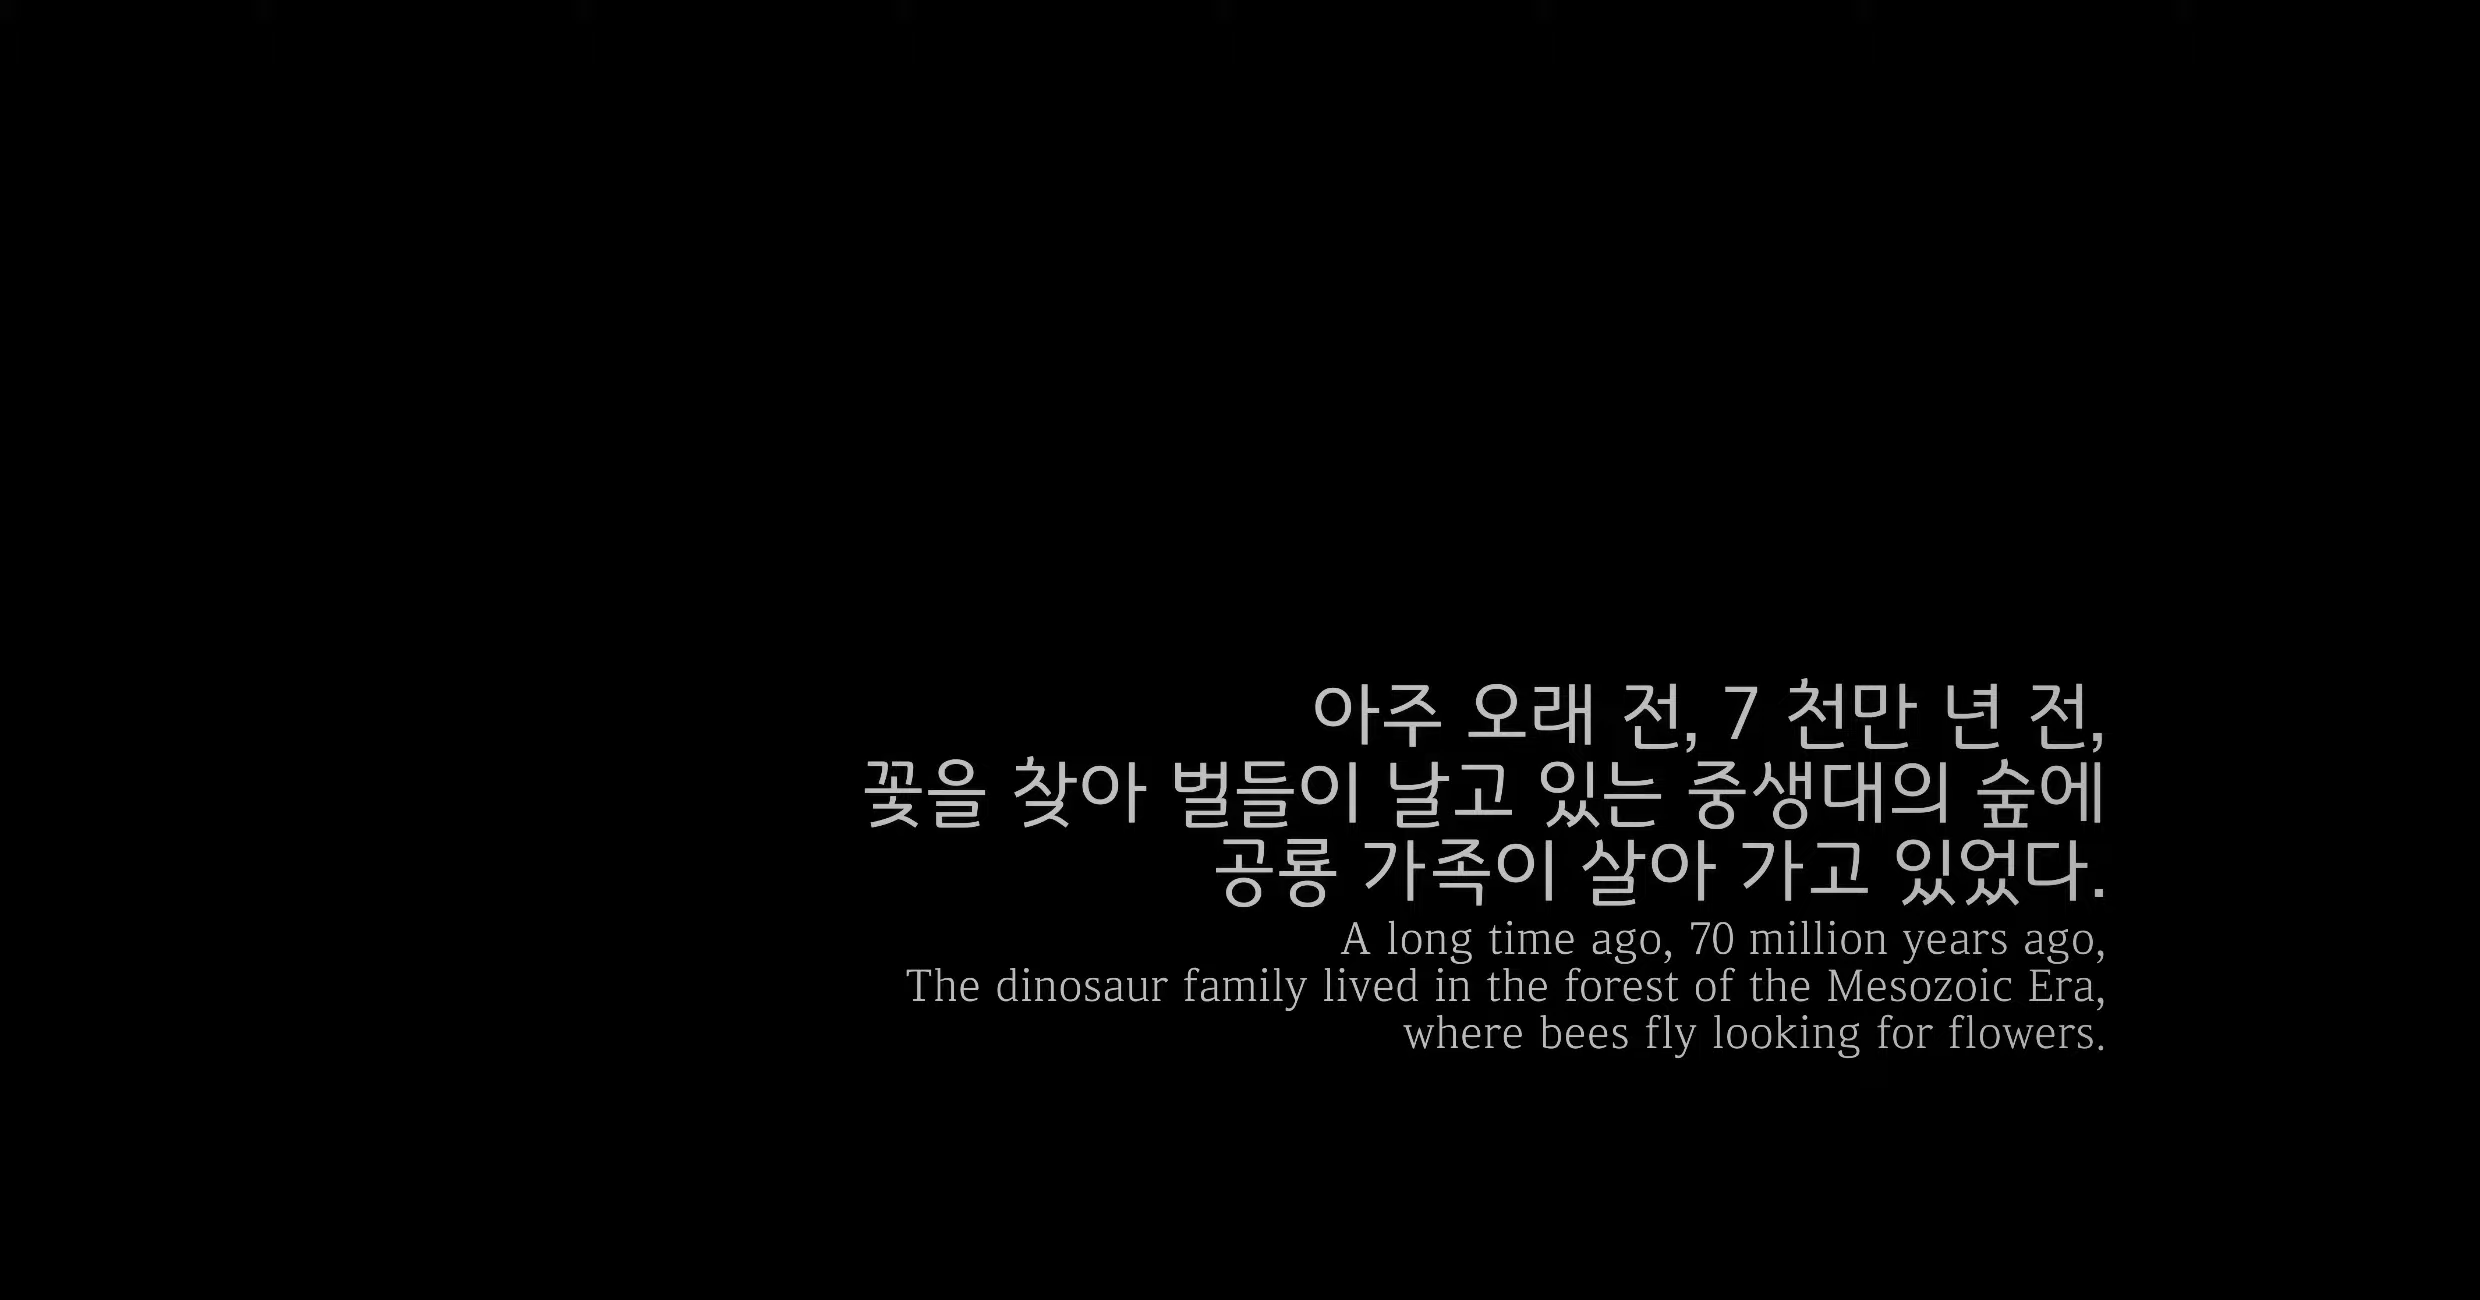 아주 오래 전, 7 천만 년 전,
꽃을 찾아 벌들이 날고 있는 중생대의 숲에
공룡 가족이 살아 가고 있었다.
A long time ago, 70 million years ago,
The dinosaur family lived in the forest of the Mesozoic Era,
where bees fly looking for flowers.